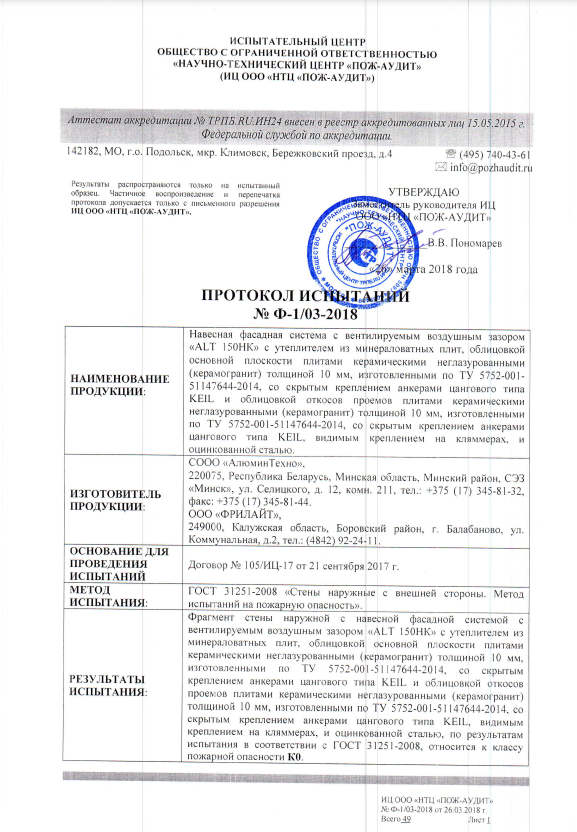 ИСПЫТАТЕЛЬНЫЙ ЦЕНТР
ОБЩЕСТВО С ОГРАНИЧЕННОЙ ОТВЕТСТВЕННОСТЬЮ
«НАУЧНО-ТЕХНИЧЕСКИЙ ЦЕНТР «ПОЖ-АУДИТ»
(ИЦ ООО «НТЦ «ПОЖ-АУДИТ»)
Аттестат аккредитации № ТРПБ.RU.ИН24 внесен в реестр аккредитованных лиц 15.05.2015 г.
Федеральной службой по аккредитации.
142182, МО, г.о. Подольск, мкр. Климовск, Бережковский проезд, д.4
☎ (495) 740-43-61
✉ info@pozhaudit.ru
Результаты распространяются только на испытанный
образец. Частичное воспроизведение и перепечатка
протокола допускается только с письменного разрешения
ИЦ ООО «НТЦ «ПОЖ-АУДИТ».
УТВЕРЖДАЮ
Заместитель руководителя ИЦ
ООО «НТЦ «ПОЖ-АУДИТ»
В.В. Пономарев
«26» марта 2018 года
"ПОЖ-АУДИТ"
ПРОТОКОЛ ИСПЫТАНИЙ
№ Ф-1/03-2018
НАИМЕНОВАНИЕ
ПРОДУКЦИИ:
Навесная фасадная система с вентилируемым воздушным зазором
«ALT 150НК» с утеплителем из минераловатных плит, облицовкой
основной плоскости плитами керамическими неглазурованными
(керамогранит) толщиной 10 мм, изготовленными по ТУ 5752-001-
51147644-2014, со скрытым креплением анкерами цангового типа
KEIL и облицовкой откосов проемов плитами керамическими
неглазурованными (керамогранит) толщиной 10 мм, изготовленными
по ТУ 5752-001-51147644-2014, со скрытым креплением анкерами
цангового типа KEIL, видимым креплением на кляммерах, и
оцинкованной сталью.
ИЗГОТОВИТЕЛЬ
ПРОДУКЦИИ:
СООО «АлюминТехно»,
220075, Республика Беларусь, Минская область, Минский район, СЭЗ
«Минск», ул. Селицкого, д. 12, комн. 211, тел.: +375 (17) 345-81-32,
факс: +375 (17) 345-81-44.
ООО «ФРИЛАЙТ»,
249000, Калужская область, Боровский район, г. Балабаново, ул.
Коммунальная, д.2, тел.: (4842) 92-24-11.
ОСНОВАНИЕ ДЛЯ
ПРОВЕДЕНИЯ
ИСПЫТАНИЙ
Договор № 105/ИЦ-17 от 21 сентября 2017 г.
МЕТОД
ИСПЫТАНИЯ:
ГОСТ 31251-2008 «Стены наружные с внешней стороны. Метод
испытаний на пожарную опасность».
РЕЗУЛЬТАТЫ
ИСПЫТАНИЯ:
Фрагмент стены наружной с навесной фасадной системой с
вентилируемым воздушным зазором «ALT 150НК» с утеплителем из
минераловатных плит, облицовкой основной плоскости плитами
керамическими неглазурованными (керамогранит) толщиной 10 мм,
изготовленными по ТУ 5752-001-51147644-2014, со скрытым
креплением анкерами цангового типа KEIL и облицовкой откосов
проемов плитами керамическими неглазурованными (керамогранит)
толщиной 10 мм, изготовленными по ТУ 5752-001-51147644-2014, со
скрытым креплением анкерами цангового типа KEIL, видимым
креплением на кляммерах, и оцинкованной сталью, по результатам
испытания в соответствии с ГОСТ 31251-2008, относится к классу
пожарной опасности К0.
ИЦ ООО «НТЦ «ПОЖ-АУДИТ»
№ Ф-1/03-2018 от 26.03.2018 г.
Всего 49 Лист 1